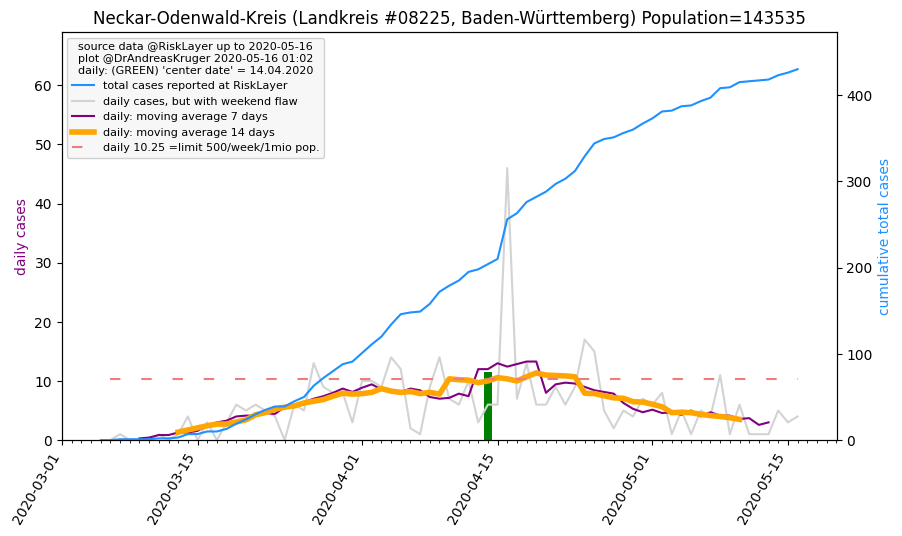 Neckar-Odenwald-Kreis (Landkreis #08225, Baden-Württemberg) Population=143535
source data @RiskLayer up to 2020-05-16
plot @DrAndreasKruger 2020-05-16 01:02
daily: (GREEN) 'center date' = 14.04.2020
total cases reported at RiskLayer
daily cases, but with weekend flaw
daily: moving average 7 days
daily: moving average 14 days
daily 10.25 =limit 500/week/1mio pop.
daily cases
60
50
40
30
20
10
0
400
300
200
100
0
cumulative total cases
2020-03-01
2020-03-15
2020-04-01
2020-04-15
2020-05-01
2020-05-15